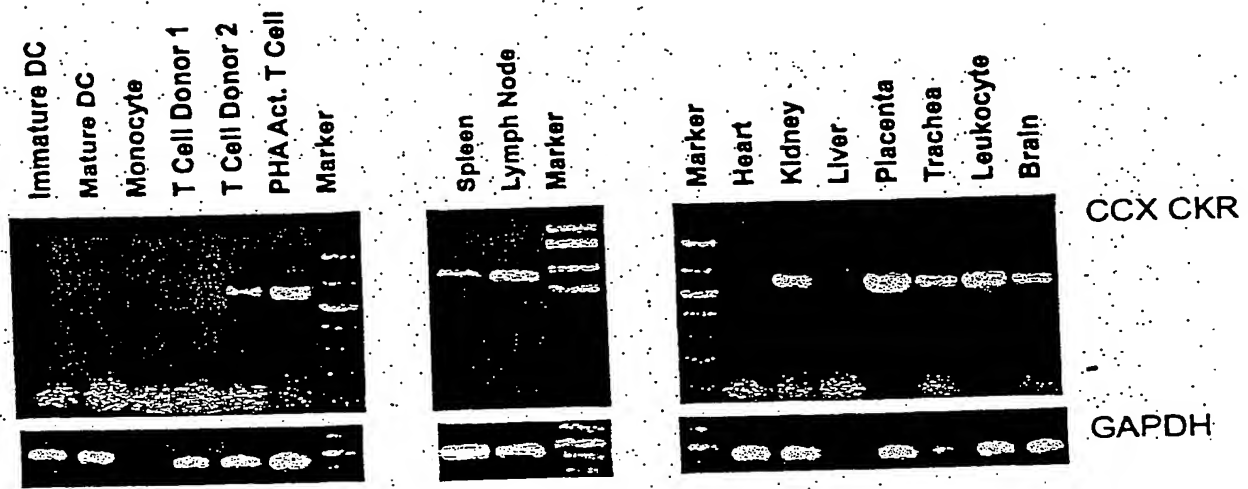 Immature DC
Mature DC
Monocyte
T Cell Donor 1
T Cell Donor 2
PHA Act. T Cell
Marker
Spleen
Lymph Node
Marker
Marker
Heart
Kidney
Liver
Placenta
Trachea
Leukocyte
Brain
CCX CKR
GAPDH